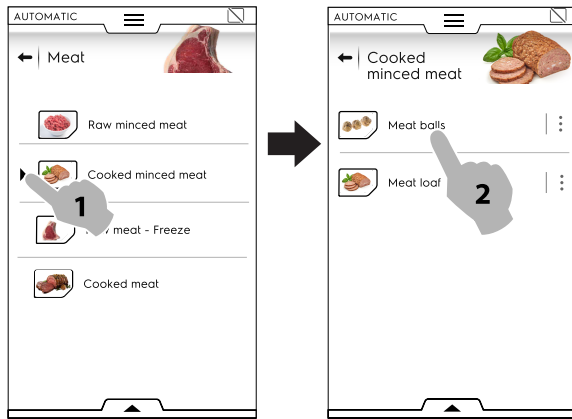 AUTOMATIC
Meat
Raw minced meat
Cooked minced meat
meat - Freeze
Cooked meat
1
AUTOMATIC
Cooked
minced meat
Meat balls
Meat loaf
2